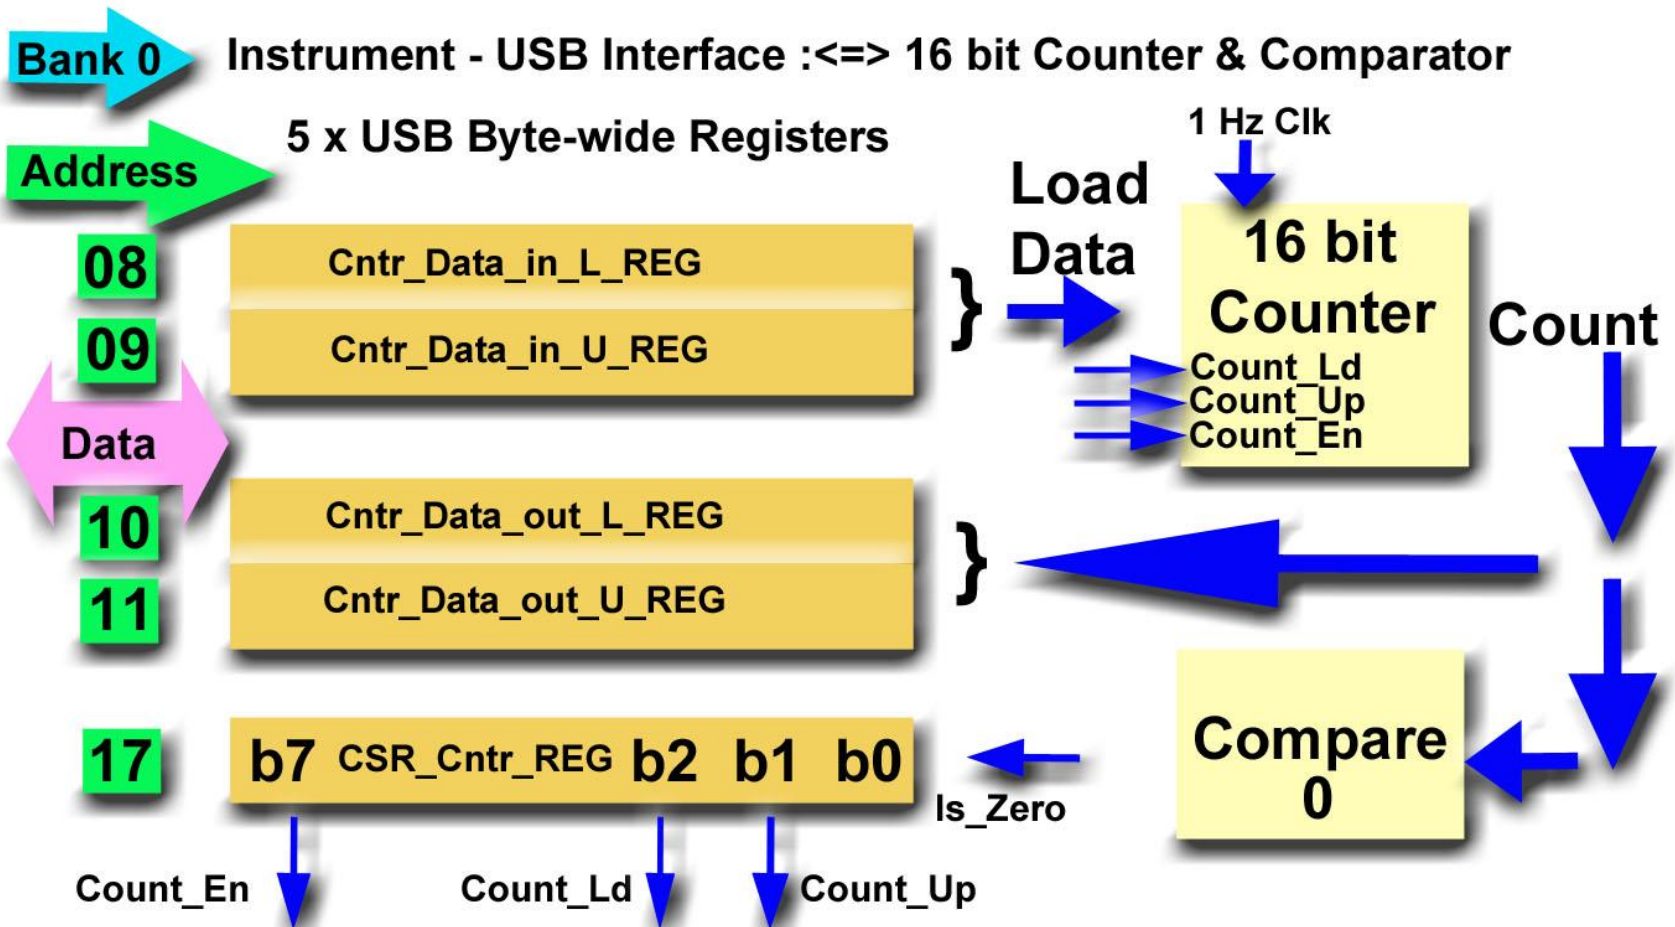 Bank 0
Instrument - USB Interface :<=> 16 bit Counter & Comparator
5 x USB Byte-wide Registers
1 Hz Clk
Address
Load
Data
08
Cntr_Data_in_L_REG
}
16 bit
Counter
Count
09
Cntr_Data_in_U_REG
Count_Ld
Count_Up
Count_En
Data
10
Cntr_Data_out_L_REG
}
11
Cntr_Data_out_U_REG
17
b7 CSR_Cntr_REG b2 b1 b0
Is_Zero
Compare
0
Count_En
Count_Ld
Count_Up